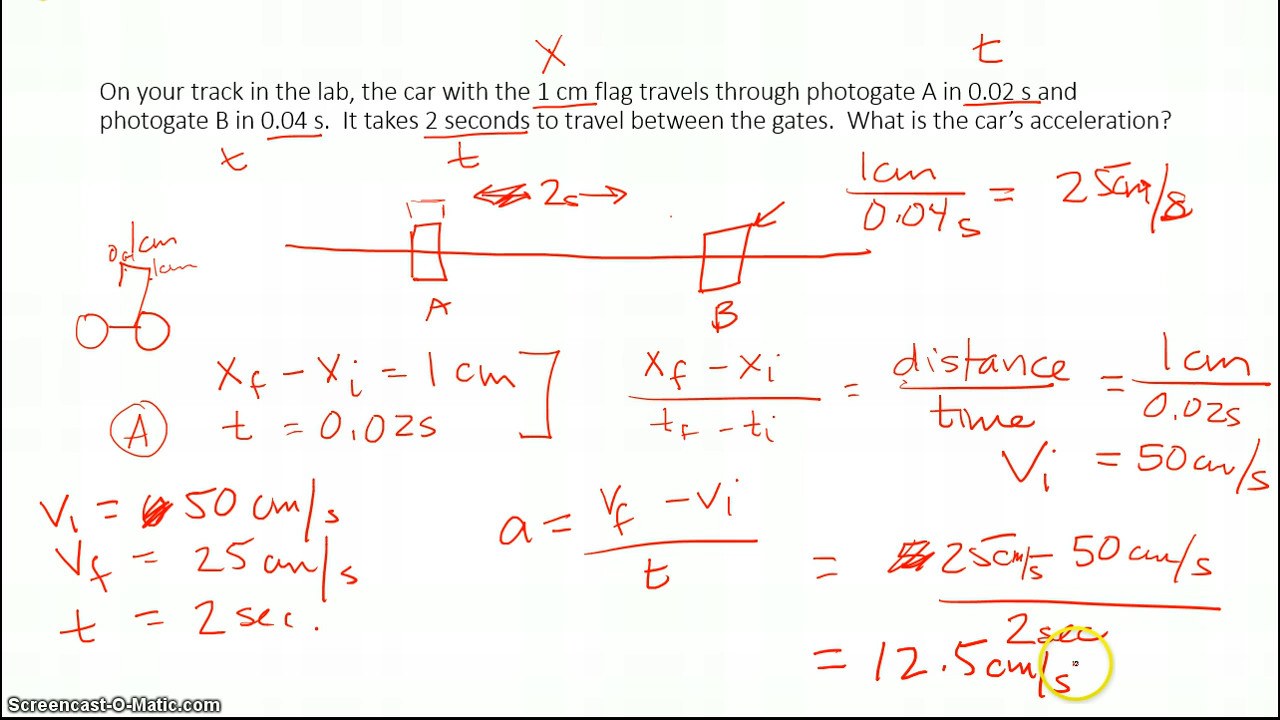 x
t
On your track in the lab, the car with the 1 cm flag travels through photogate A in 0.02 s and
photogate B in 0.04 s. It takes 2 seconds to travel between the gates. What is the car's acceleration?
t
t
2s
1cm
0.04s
= 25cm/s
1cm
1cm
A
B
A
xf - xi = 1 cm
t = 0.02s
xf - xi
tf - ti
= distance
time
= 1cm
0.02s
Vi = 50cm/s
Vi = 50 cm/s
Vf = 25 cm/s
t = 2 sec.
a = vf - vi
t
= 25cm/s - 50cm/s
2sec
= 12.5cm/s
Screencast-O-Matic.com